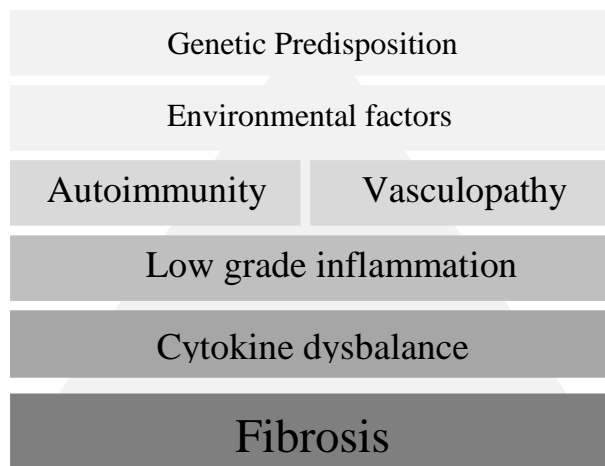 Genetic Predisposition
Environmental factors
Autoimmunity Vasculopathy
Low grade inflammation
Cytokine dysbalance
Fibrosis